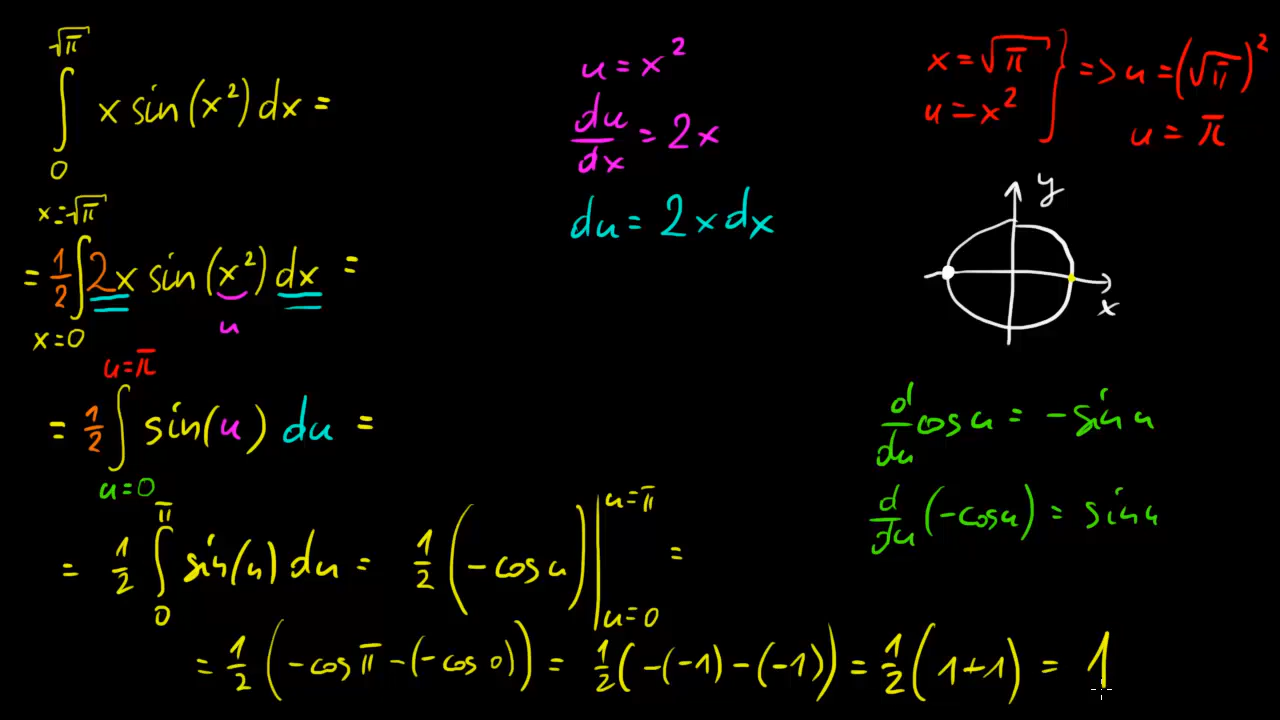 ∫₀^√π x sin(x²) dx =
= 1/2 ∫_{x=0}^{x=√π} 2x sin(x²) dx =
u
= 1/2 ∫_{u=0}^{u=π} sin(u) du =
= 1/2 ∫₀^π sin(u) du = 1/2 (-cos u) |_{u=0}^{u=π} =
= 1/2 (-cos π - (-cos 0)) = 1/2 (-(-1) - (-1)) = 1/2 (1+1) = 1
u = x²
du/dx = 2x
du = 2x dx
x = √π } => u = (√π)²
u = x²
u = π
y
x
d/du cos u = -sin u
d/du (-cos u) = sin u